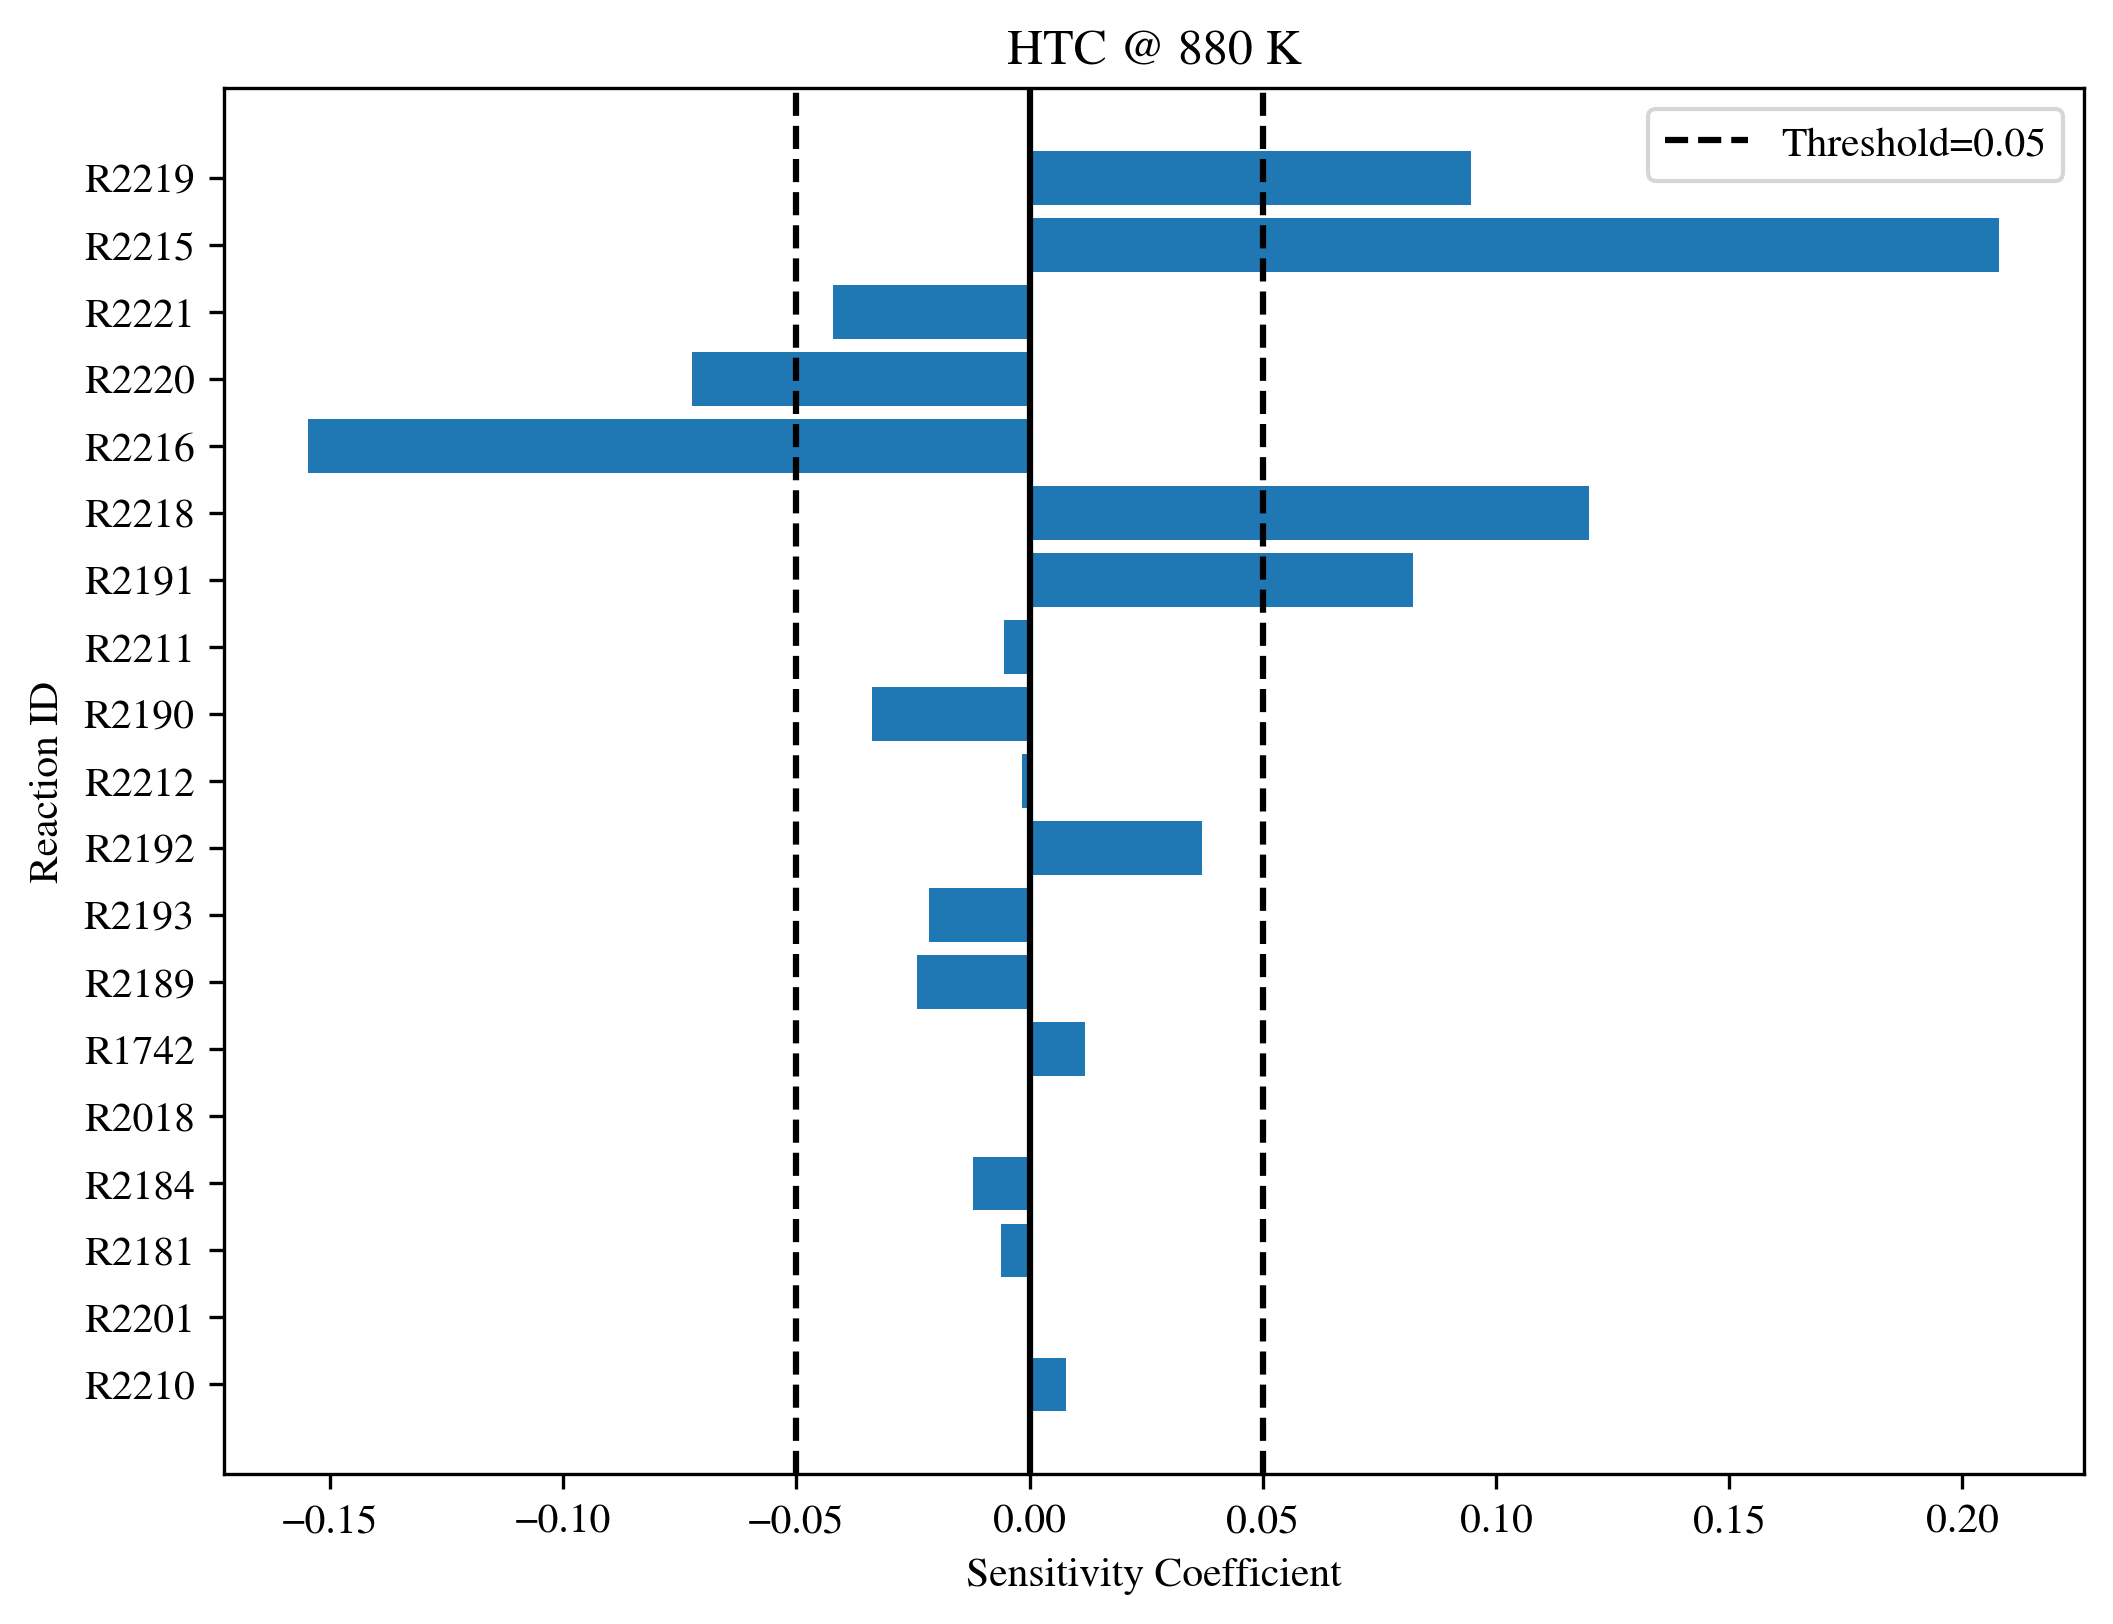 HTC @ 880 K
Threshold=0.05
R2219
R2215
R2221
R2220
R2216
R2218
R2191
R2211
R2190
R2212
R2192
R2193
R2189
R1742
R2018
R2184
R2181
R2201
R2210
Reaction ID
−0.15 −0.10 −0.05 0.00 0.05 0.10 0.15 0.20
Sensitivity Coefficient